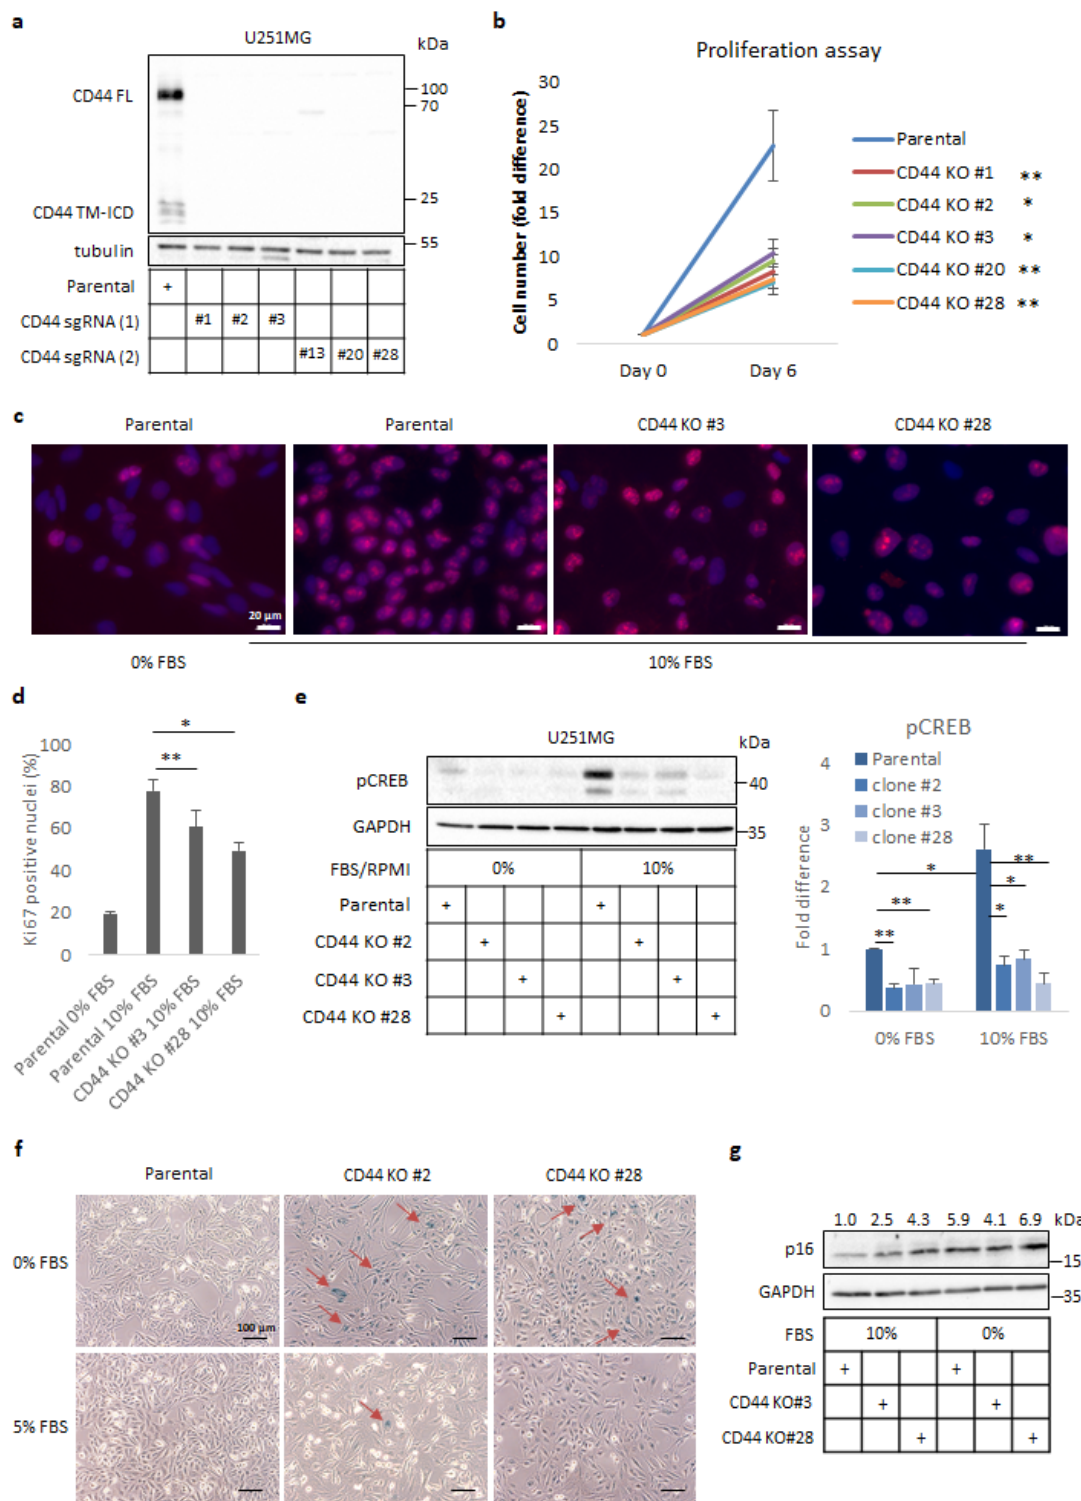 a
U251MG
kDa
CD44 FL
100
70
25
CD44 TM-ICD
tubulin
55
Parental +
CD44 sgRNA (1) #1 #2 #3
CD44 sgRNA (2) #13 #20 #28
b
Proliferation assay
Cell number (fold difference)
30
25
20
15
10
5
0
Day 0 Day 6
Parental
CD44 KO #1 **
CD44 KO #2 *
CD44 KO #3 *
CD44 KO #20 **
CD44 KO #28 **
c
Parental Parental CD44 KO #3 CD44 KO #28
20 µm
0% FBS 10% FBS
d
Ki67 positive nuclei (%)
100
80
60
40
20
0
*
**
Parental 0% FBS
Parental 10% FBS
CD44 KO #3 10% FBS
CD44 KO #28 10% FBS
e
U251MG
kDa
pCREB
40
GAPDH
35
FBS/RPMI 0% 10%
Parental + +
CD44 KO #2 + +
CD44 KO #3 + +
CD44 KO #28 + +
pCREB
Fold difference
4
3
2
1
0
Parental
clone #2
clone #3
clone #28
* **
** *
** *
0% FBS 10% FBS
f
Parental CD44 KO #2 CD44 KO #28
0% FBS
100 µm
5% FBS
g
1.0 2.5 4.3 5.9 4.1 6.9 kDa
p16
15
GAPDH
35
FBS 10% 0%
Parental + +
CD44 KO#3 + +
CD44 KO#28 + +